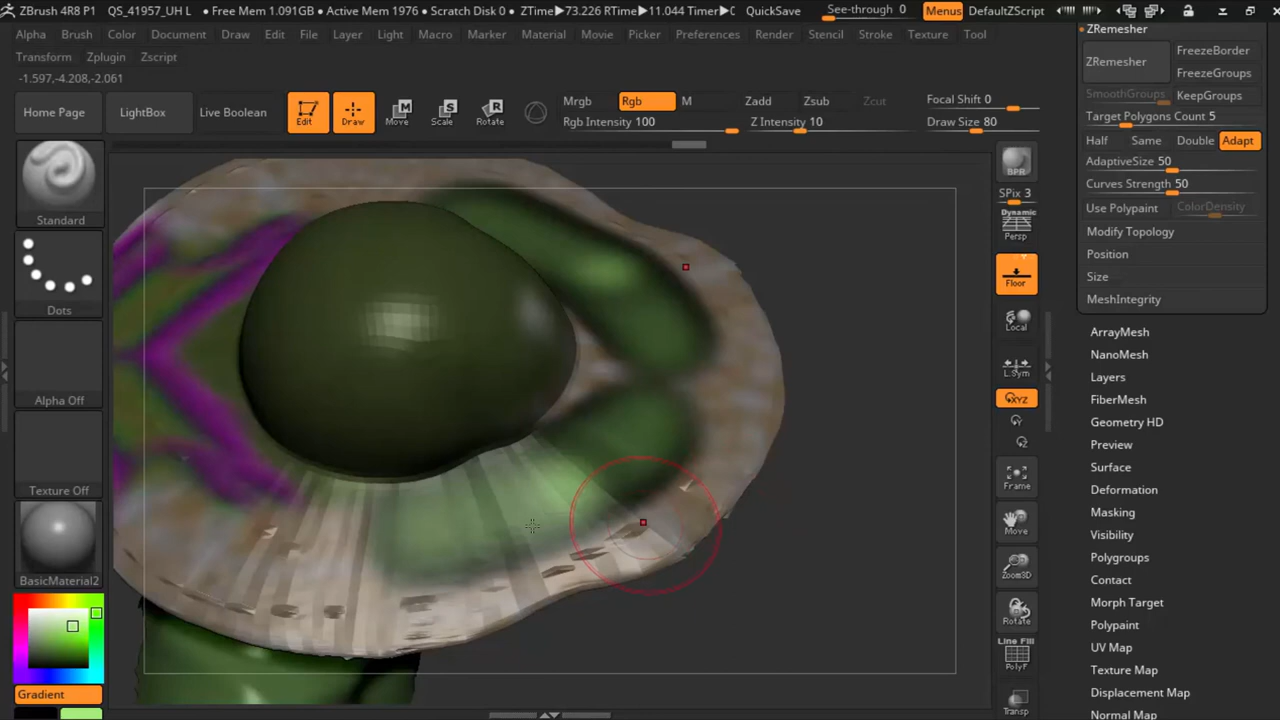 ZBrush 4R8 P1 QS_41957_UH L • Free Mem 1.091GB • Active Mem 1976 • Scratch Disk 0 • ZTime▶73.226 RTime▶11.044 Timer▶ QuickSave See-through 0 Menus DefaultZScript
Alpha Brush Color Document Draw Edit File Layer Light Macro Marker Material Movie Picker Preferences Render Stencil Stroke Texture Tool
Transform Zplugin Zscript
-1.597,-4.208,-2.061
Home Page LightBox Live Boolean Edit Draw Move Scale Rotate
Mrgb Rgb M Zadd Zsub Zcut Focal Shift 0
Rgb Intensity 100 Z Intensity 10 Draw Size 80
Standard
Dots
Alpha Off
Texture Off
BasicMaterial2
Gradient
BPR
SPix 3
Dynamic
Persp
Floor
Local
L.Sym
XYZ
Frame
Move
Zoom3D
Rotate
Line Fill
PolyF
Transp
ZRemesher
ZRemesher FreezeBorder
FreezeGroups
SmoothGroups KeepGroups
Target Polygons Count 5
Half Same Double Adapt
AdaptiveSize 50
Curves Strength 50
Use Polypaint ColorDensity
Modify Topology
Position
Size
MeshIntegrity
ArrayMesh
NanoMesh
Layers
FiberMesh
Geometry HD
Preview
Surface
Deformation
Masking
Visibility
Polygroups
Contact
Morph Target
Polypaint
UV Map
Texture Map
Displacement Map
Normal Map